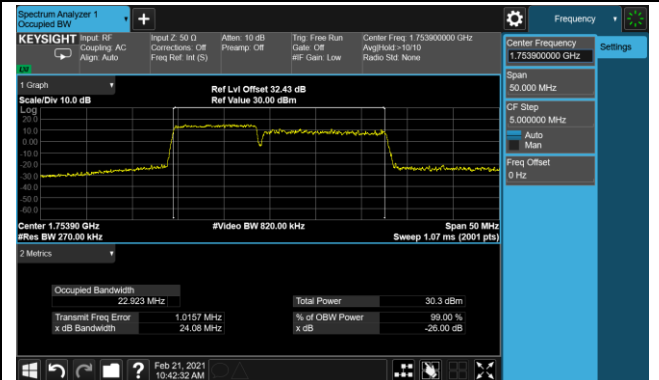 Spectrum Analyzer 1
Occupied BW
+
Frequency
KEYSIGHT
Input: RF
Coupling: AC
Align: Auto
Input Z: 50 Ω
Corrections: Off
Freq Ref: Int (S)
Atten: 10 dB
Preamp: Off
Trig: Free Run
Gate: Off
#IF Gain: Low
Center Freq: 1.753900000 GHz
Avg|Hold:>10/10
Radio Std: None
Center Frequency
1.753900000 GHz
Settings
Span
50.000 MHz
CF Step
5.000000 MHz
Auto
Man
Freq Offset
0 Hz
1 Graph
Scale/Div 10.0 dB
Ref Lvl Offset 32.43 dB
Ref Value 30.00 dBm
Log
20.0
10.0
0.00
-10.0
-20.0
-30.0
-40.0
-50.0
-60.0
Center 1.75390 GHz
#Res BW 270.00 kHz
#Video BW 820.00 kHz
Span 50 MHz
Sweep 1.07 ms (2001 pts)
2 Metrics
Occupied Bandwidth
22.923 MHz
Total Power 30.3 dBm
Transmit Freq Error 1.0157 MHz
% of OBW Power 99.00 %
x dB Bandwidth 24.08 MHz
x dB -26.00 dB
?
Feb 21, 2021
10:42:32 AM